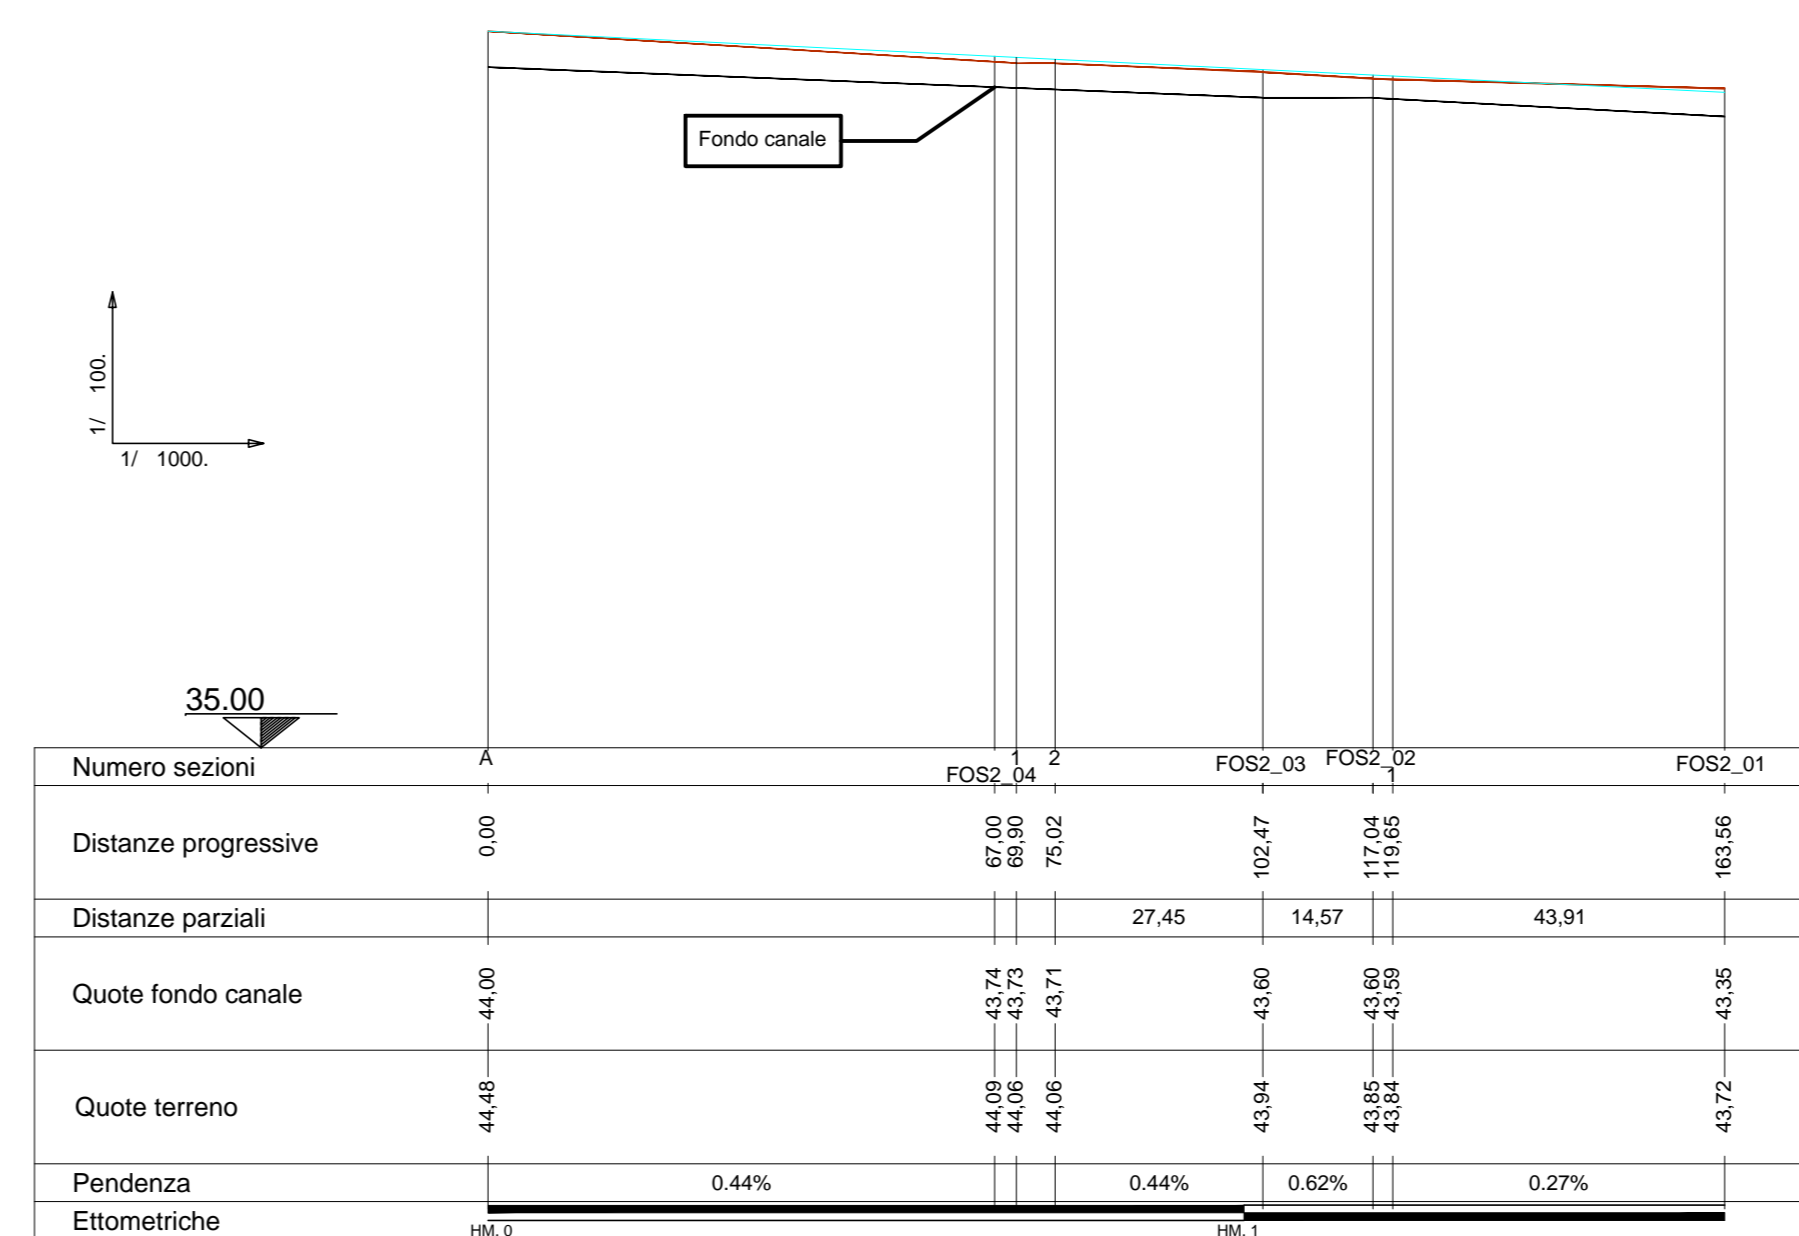 Fondo canale
1/ 100.
1/ 1000.
35.00
Numero sezioni
A
FOS2_04
1
2
FOS2_03
FOS2_02
1
FOS2_01
Distanze progressive
0,00
67,00
69,90
75,02
102,47
117,04
119,65
163,56
Distanze parziali
27,45
14,57
43,91
Quote fondo canale
44,00
43,74
43,73
43,71
43,60
43,60
43,59
43,35
Quote terreno
44,48
44,09
44,06
44,06
43,94
43,85
43,84
43,72
Pendenza
0.44%
0.44%
0.62%
0.27%
Ettometriche
HM. 0
HM. 1